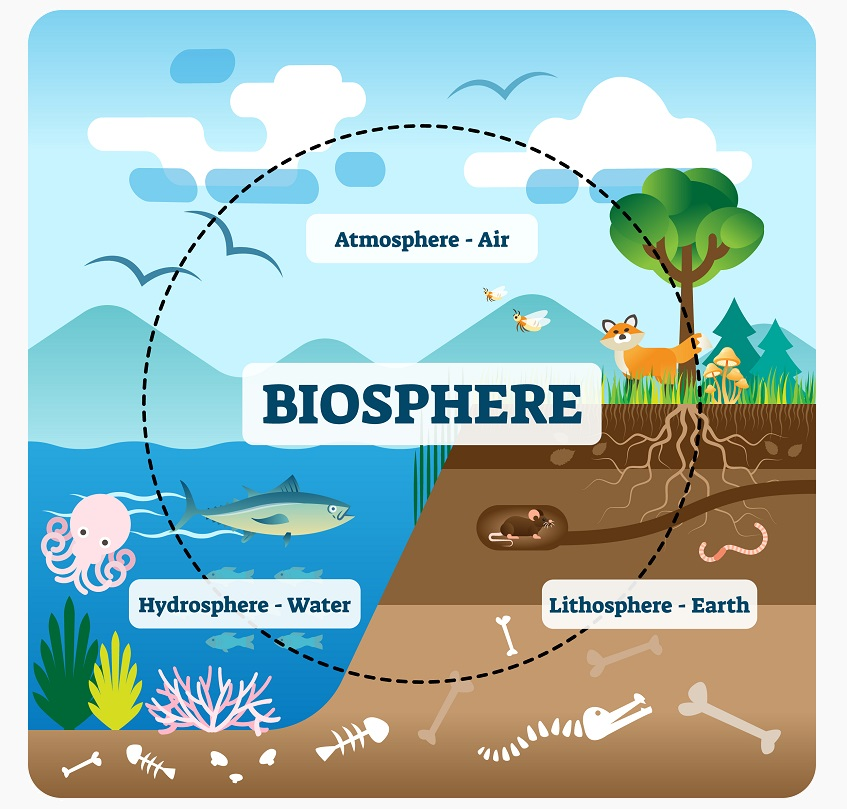 Atmosphere - Air
BIOSPHERE
Hydrosphere - Water
Lithosphere - Earth